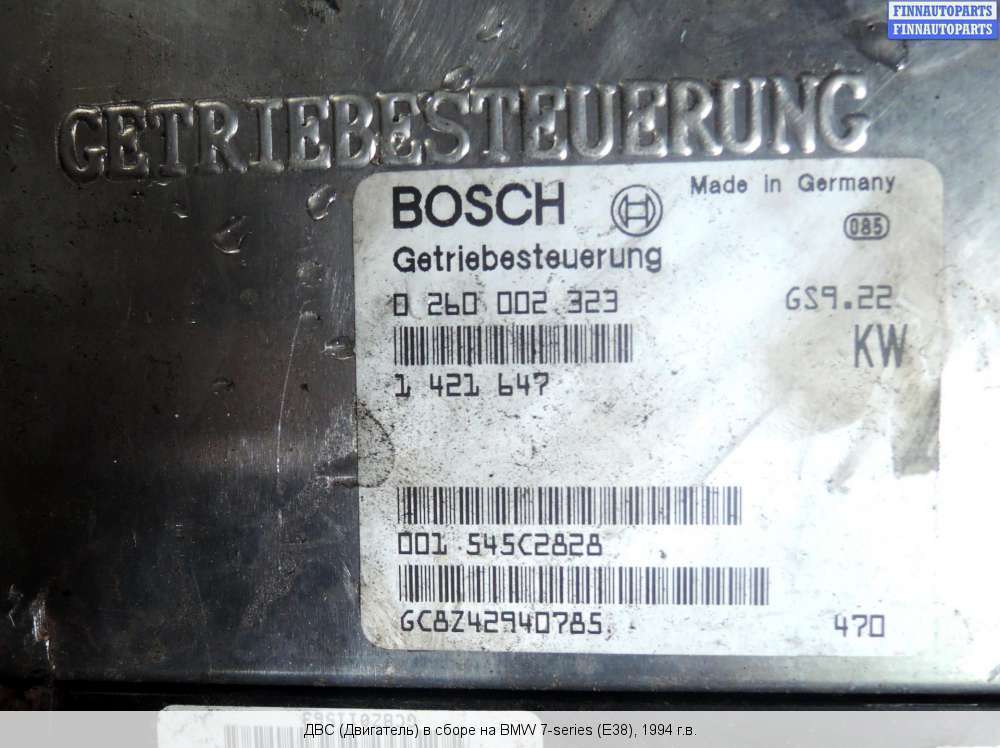 FINNAUTOPARTS
FINNAUTOPARTS
GETRIEBESTEUERUNG
BOSCH
Made in Germany
085
Getriebesteuerung
0 260 002 323
GS9.22
KW
1 421 647
001 545C2828
GC8Z42940785
470
ДВС (Двигатель) в сборе на BMW 7-series (E38), 1994 г.в.